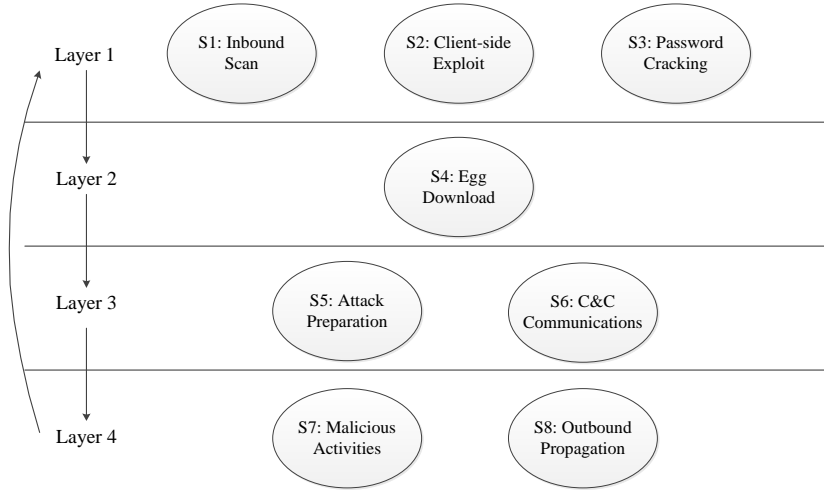 Layer 1
S1: Inbound
Scan
S2: Client-side
Exploit
S3: Password
Cracking
Layer 2
S4: Egg
Download
Layer 3
S5: Attack
Preparation
S6: C&C
Communications
Layer 4
S7: Malicious
Activities
S8: Outbound
Propagation